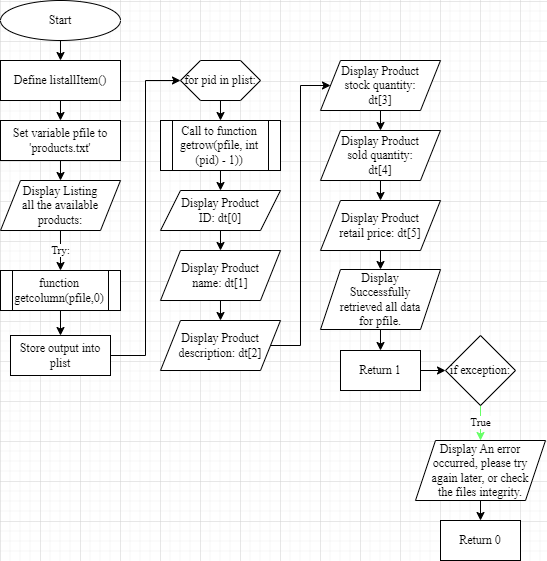 Start
Define listallItem()
Set variable pfile to
'products.txt'
Display Listing
all the available
products:
Try:
function
getcolumn(pfile,0)
Store output into
plist
for pid in plist:
Call to function
getrow(pfile, int
(pid) - 1))
Display Product
ID: dt[0]
Display Product
name: dt[1]
Display Product
description: dt[2]
Display Product
stock quantity:
dt[3]
Display Product
sold quantity:
dt[4]
Display Product
retail price: dt[5]
Display
Successfully
retrieved all data
for pfile.
Return 1
if exception:
True
Display An error
occurred, please try
again later, or check
the files integrity.
Return 0